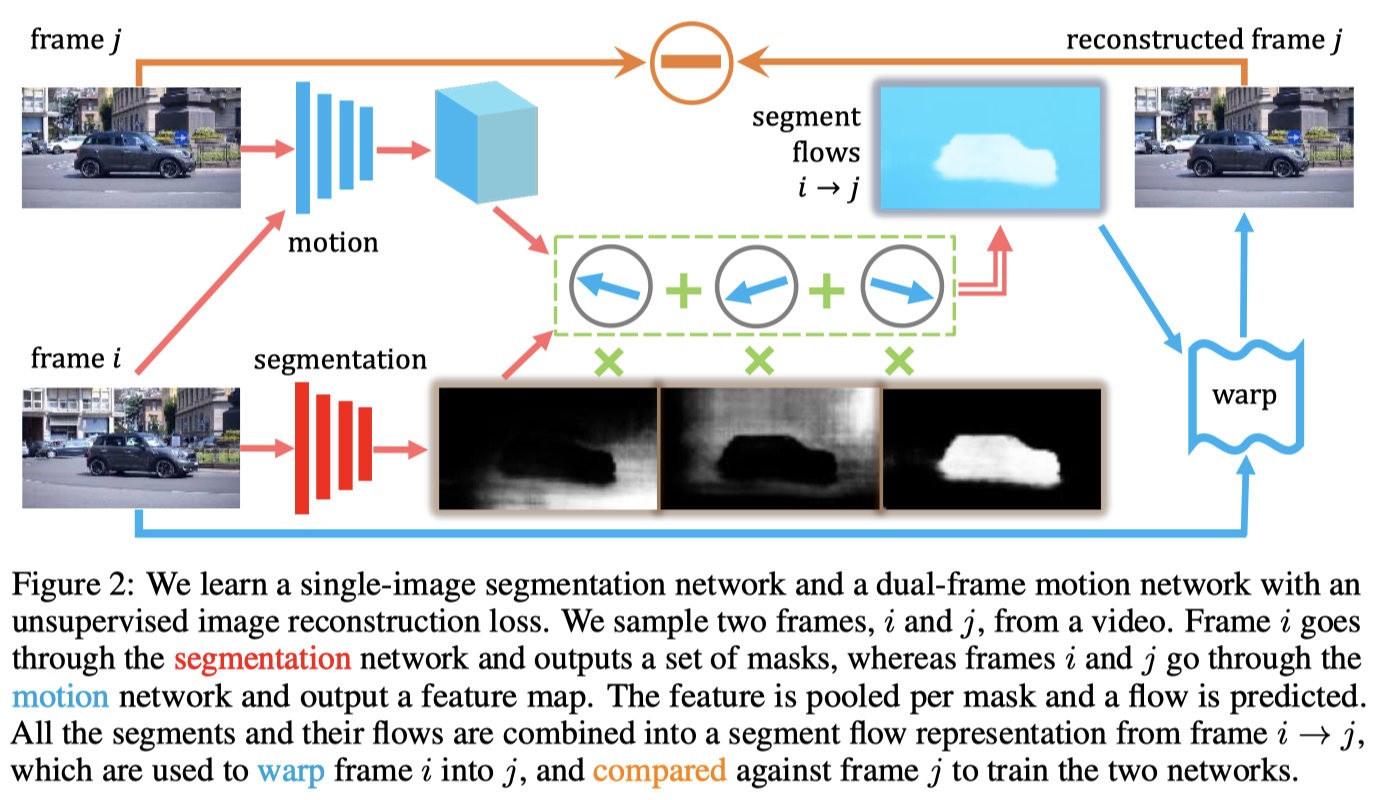 frame j
reconstructed frame j
segment
flows
i → j
motion
frame i
segmentation
warp
Figure 2: We learn a single-image segmentation network and a dual-frame motion network with an
unsupervised image reconstruction loss. We sample two frames, i and j, from a video. Frame i goes
through the segmentation network and outputs a set of masks, whereas frames i and j go through the
motion network and output a feature map. The feature is pooled per mask and a flow is predicted.
All the segments and their flows are combined into a segment flow representation from frame i → j,
which are used to warp frame i into j, and compared against frame j to train the two networks.